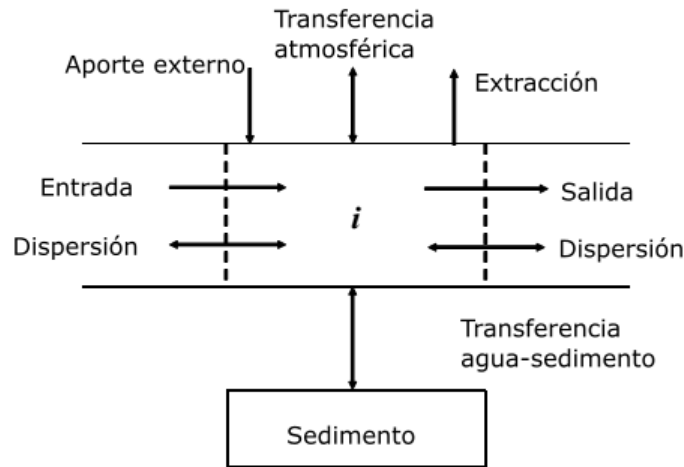 Transferencia
atmosférica
Aporte externo
Extracción
Entrada
i
Salida
Dispersión
Dispersión
Transferencia
agua-sedimento
Sedimento